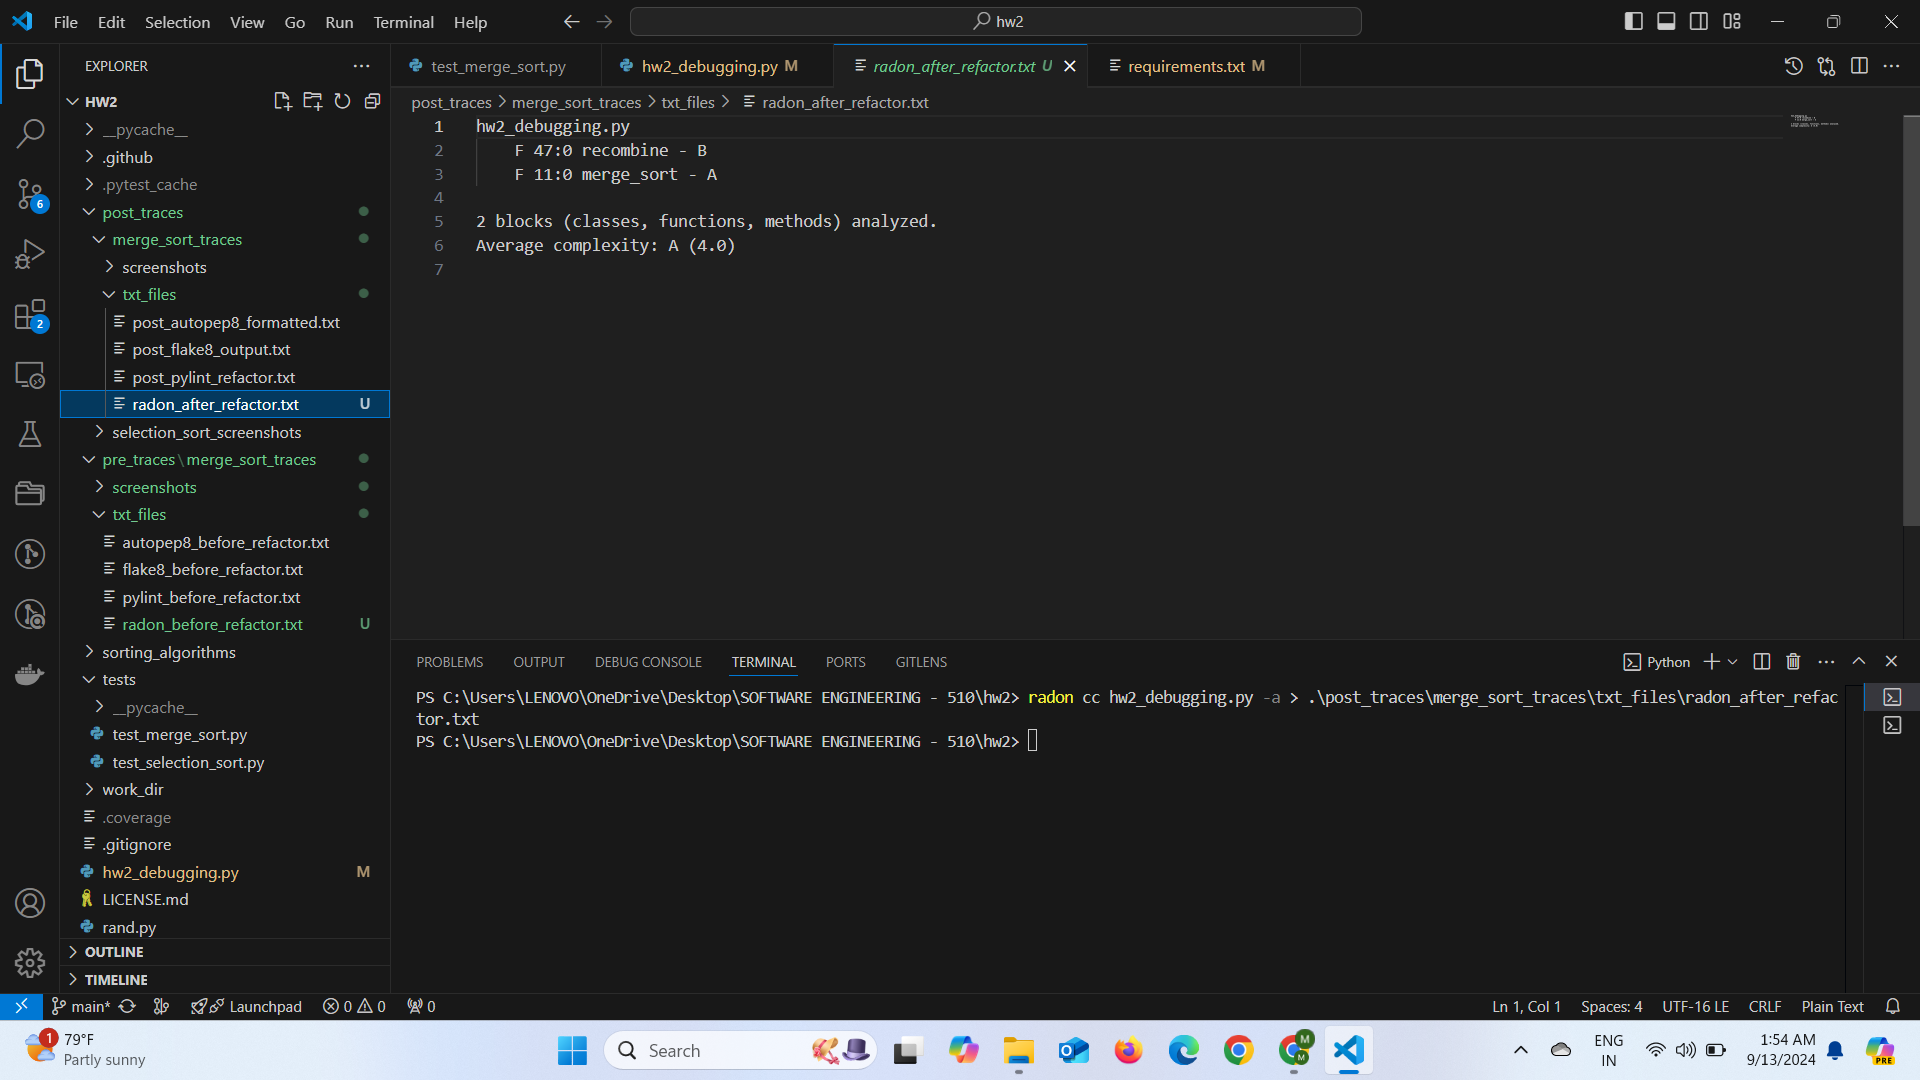 File Edit Selection View Go Run Terminal Help
hw2
EXPLORER
HW2
__pycache__
.github
.pytest_cache
post_traces
merge_sort_traces
screenshots
txt_files
post_autopep8_formatted.txt
post_flake8_output.txt
post_pylint_refactor.txt
radon_after_refactor.txt U
selection_sort_screenshots
pre_traces\merge_sort_traces
screenshots
txt_files
autopep8_before_refactor.txt
flake8_before_refactor.txt
pylint_before_refactor.txt
radon_before_refactor.txt U
sorting_algorithms
tests
__pycache__
test_merge_sort.py
test_selection_sort.py
work_dir
.coverage
.gitignore
hw2_debugging.py M
LICENSE.md
rand.py
OUTLINE
TIMELINE
6
2
test_merge_sort.py
hw2_debugging.py M
radon_after_refactor.txt U
requirements.txt M
post_traces > merge_sort_traces > txt_files > radon_after_refactor.txt
1 hw2_debugging.py
2 F 47:0 recombine - B
3 F 11:0 merge_sort - A
4
5 2 blocks (classes, functions, methods) analyzed.
6 Average complexity: A (4.0)
7
PROBLEMS OUTPUT DEBUG CONSOLE TERMINAL PORTS GITLENS
Python
PS C:\Users\LENOVO\OneDrive\Desktop\SOFTWARE ENGINEERING - 510\hw2> radon cc hw2_debugging.py -a > .\post_traces\merge_sort_traces\txt_files\radon_after_refac
tor.txt
PS C:\Users\LENOVO\OneDrive\Desktop\SOFTWARE ENGINEERING - 510\hw2>
main* Launchpad 0 0 0
Ln 1, Col 1 Spaces: 4 UTF-16 LE CRLF Plain Text
1
79°F
Partly sunny
Search
M
M
PRE
ENG
IN
1:54 AM
9/13/2024